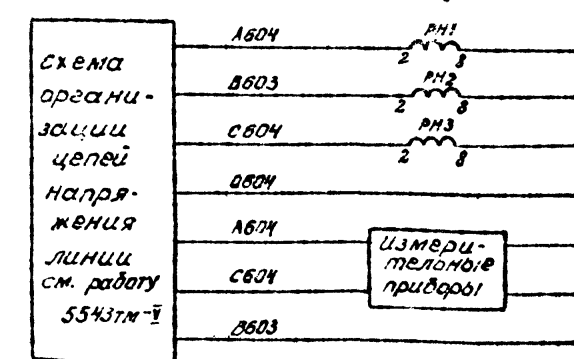 схема
органи-
зации
цепей
напря-
жения
линии
см. работу
5543тм-V
А604
РН1
2
8
В603
РН2
2
8
С604
РН3
2
8
0604
А604
измери-
тельные
приборы
С604
В603